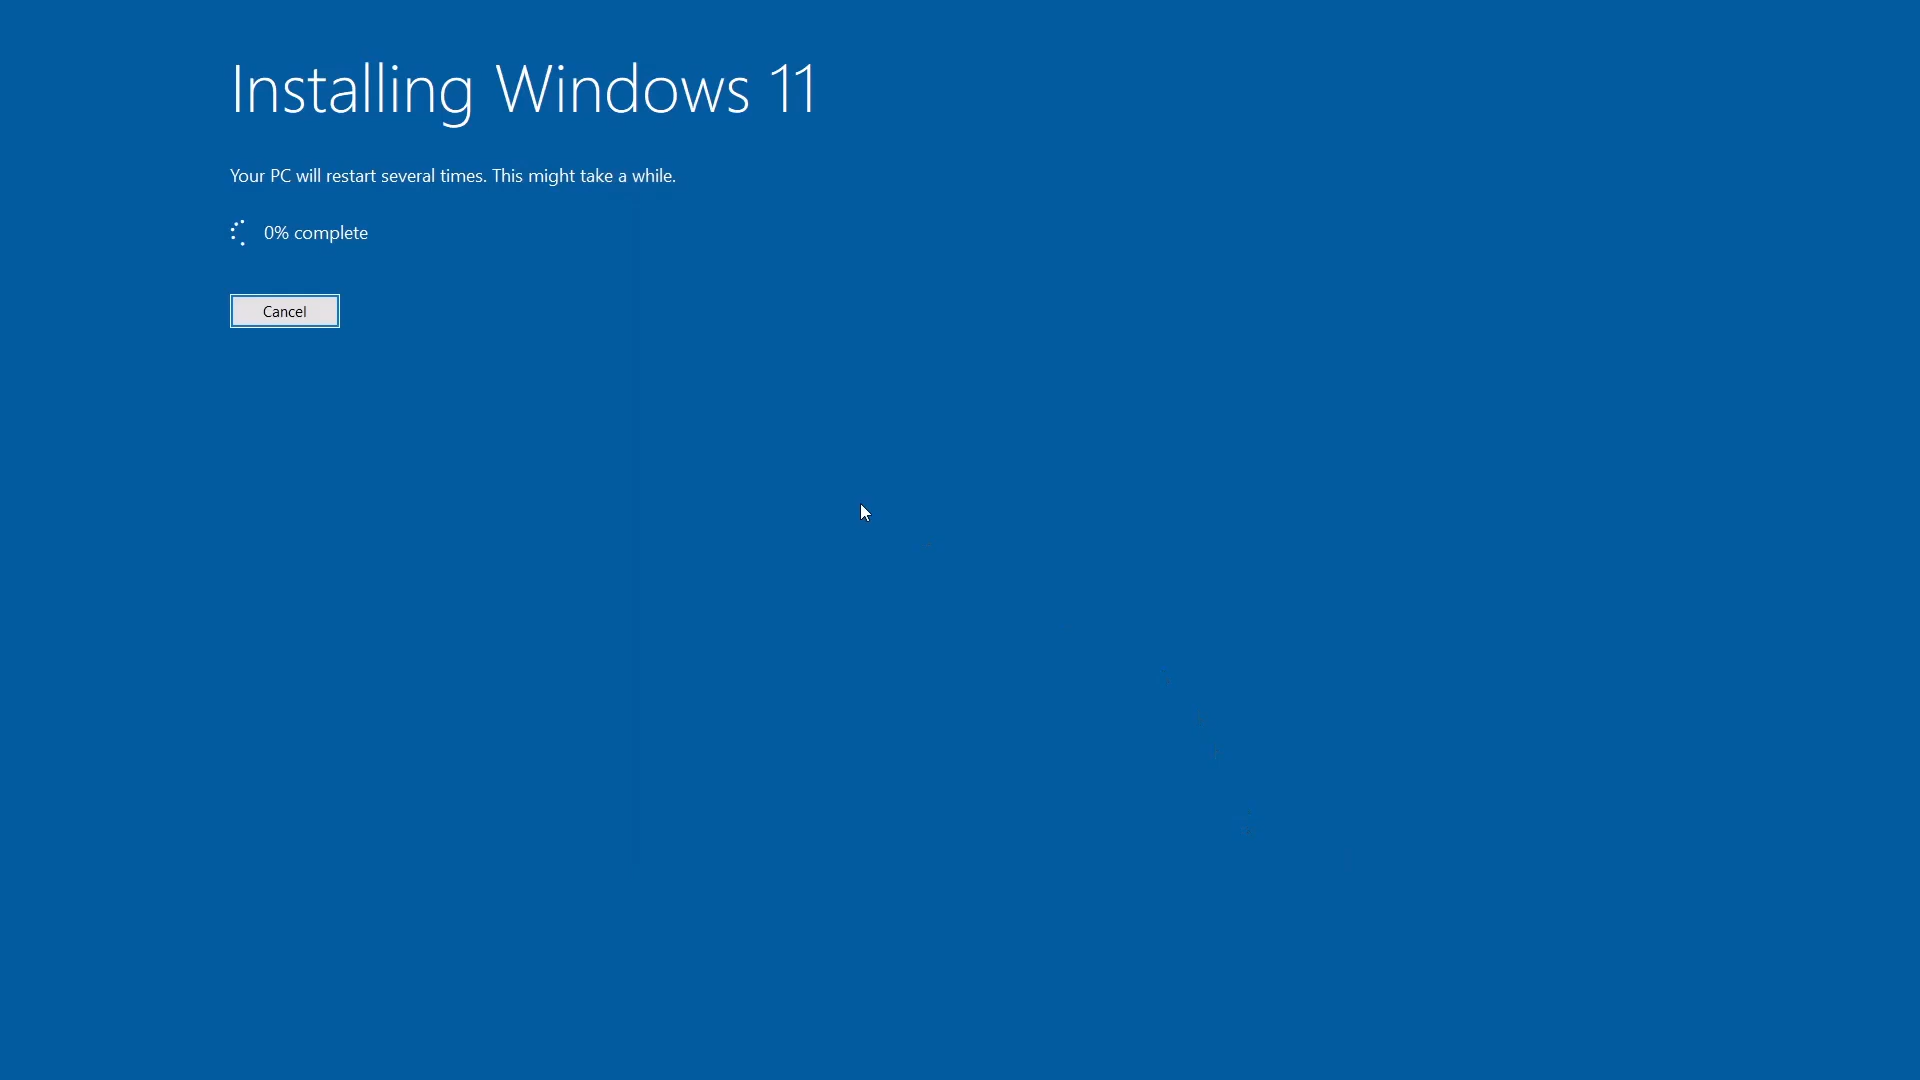 Installing Windows 11
Your PC will restart several times. This might take a while.
0% complete
Cancel